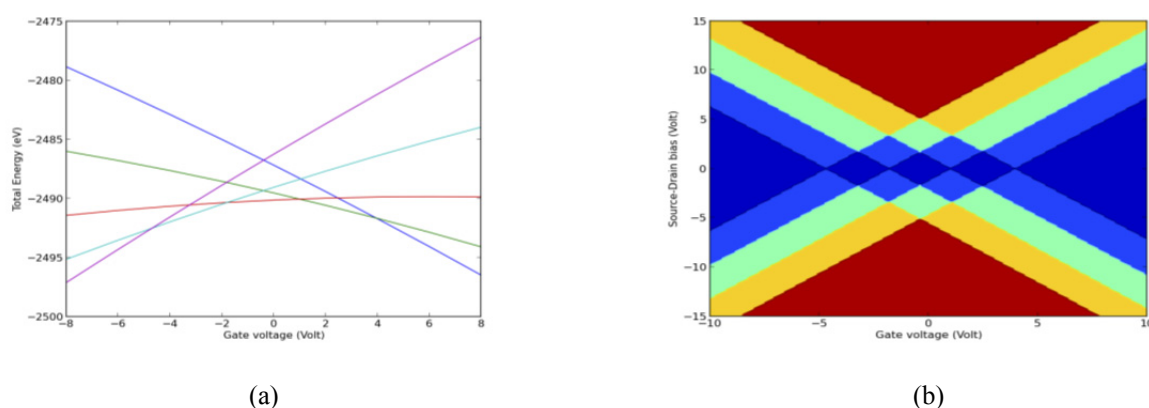 −2475
−2480
−2485
−2490
−2495
−2500
Total Energy (eV)
−8 −6 −4 −2 0 2 4 6 8
Gate voltage (Volt)
(a)
15
10
5
0
−5
−10
−15
Source-Drain bias (Volt)
−10 −5 0 5 10
Gate voltage (Volt)
(b)